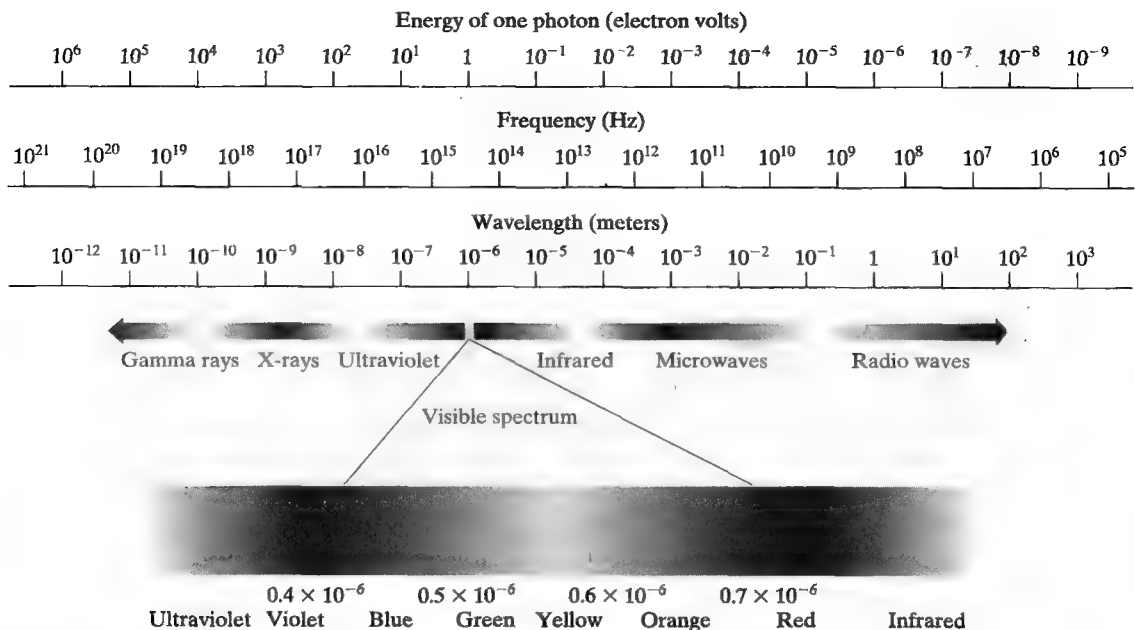 Energy of one photon (electron volts)
10⁶ 10⁵ 10⁴ 10³ 10² 10¹ 1 10⁻¹ 10⁻² 10⁻³ 10⁻⁴ 10⁻⁵ 10⁻⁶ 10⁻⁷ 10⁻⁸ 10⁻⁹
Frequency (Hz)
10²¹ 10²⁰ 10¹⁹ 10¹⁸ 10¹⁷ 10¹⁶ 10¹⁵ 10¹⁴ 10¹³ 10¹² 10¹¹ 10¹⁰ 10⁹ 10⁸ 10⁷ 10⁶ 10⁵
Wavelength (meters)
10⁻¹² 10⁻¹¹ 10⁻¹⁰ 10⁻⁹ 10⁻⁸ 10⁻⁷ 10⁻⁶ 10⁻⁵ 10⁻⁴ 10⁻³ 10⁻² 10⁻¹ 1 10¹ 10² 10³
Gamma rays X-rays Ultraviolet Infrared Microwaves Radio waves
Visible spectrum
0.4 × 10⁻⁶ 0.5 × 10⁻⁶ 0.6 × 10⁻⁶ 0.7 × 10⁻⁶
Ultraviolet Violet Blue Green Yellow Orange Red Infrared